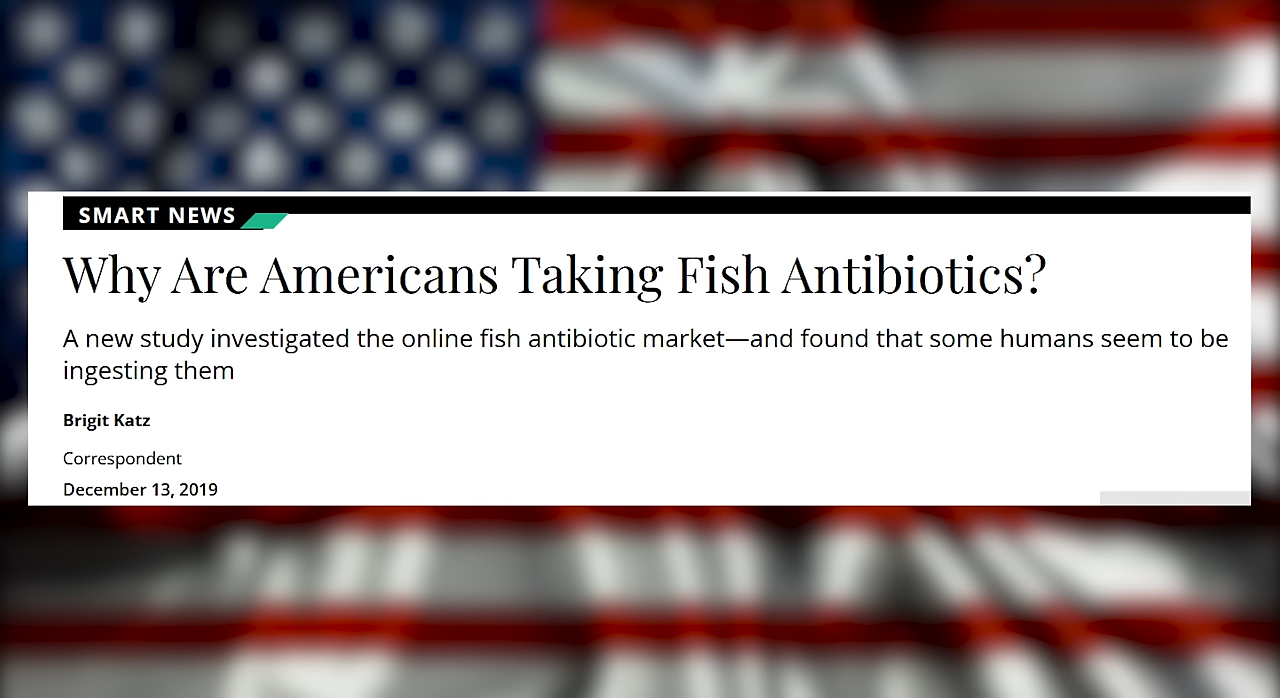 SMART NEWS
Why Are Americans Taking Fish Antibiotics?
A new study investigated the online fish antibiotic market—and found that some humans seem to be
ingesting them
Brigit Katz
Correspondent
December 13, 2019